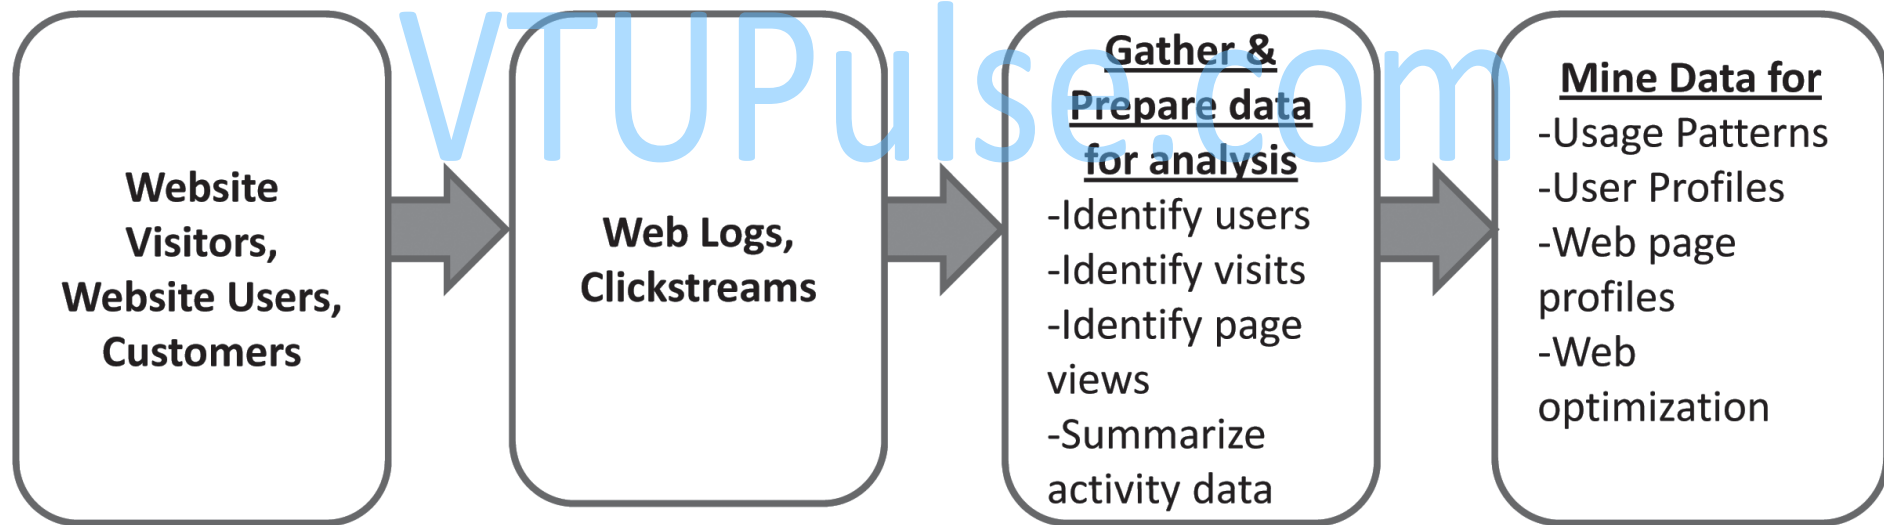 VTUPulse.com
Website
Visitors,
Website Users,
Customers
Web Logs,
Clickstreams
Gather &
Prepare data
for analysis
-Identify users
-Identify visits
-Identify page
views
-Summarize
activity data
Mine Data for
-Usage Patterns
-User Profiles
-Web page
profiles
-Web
optimization